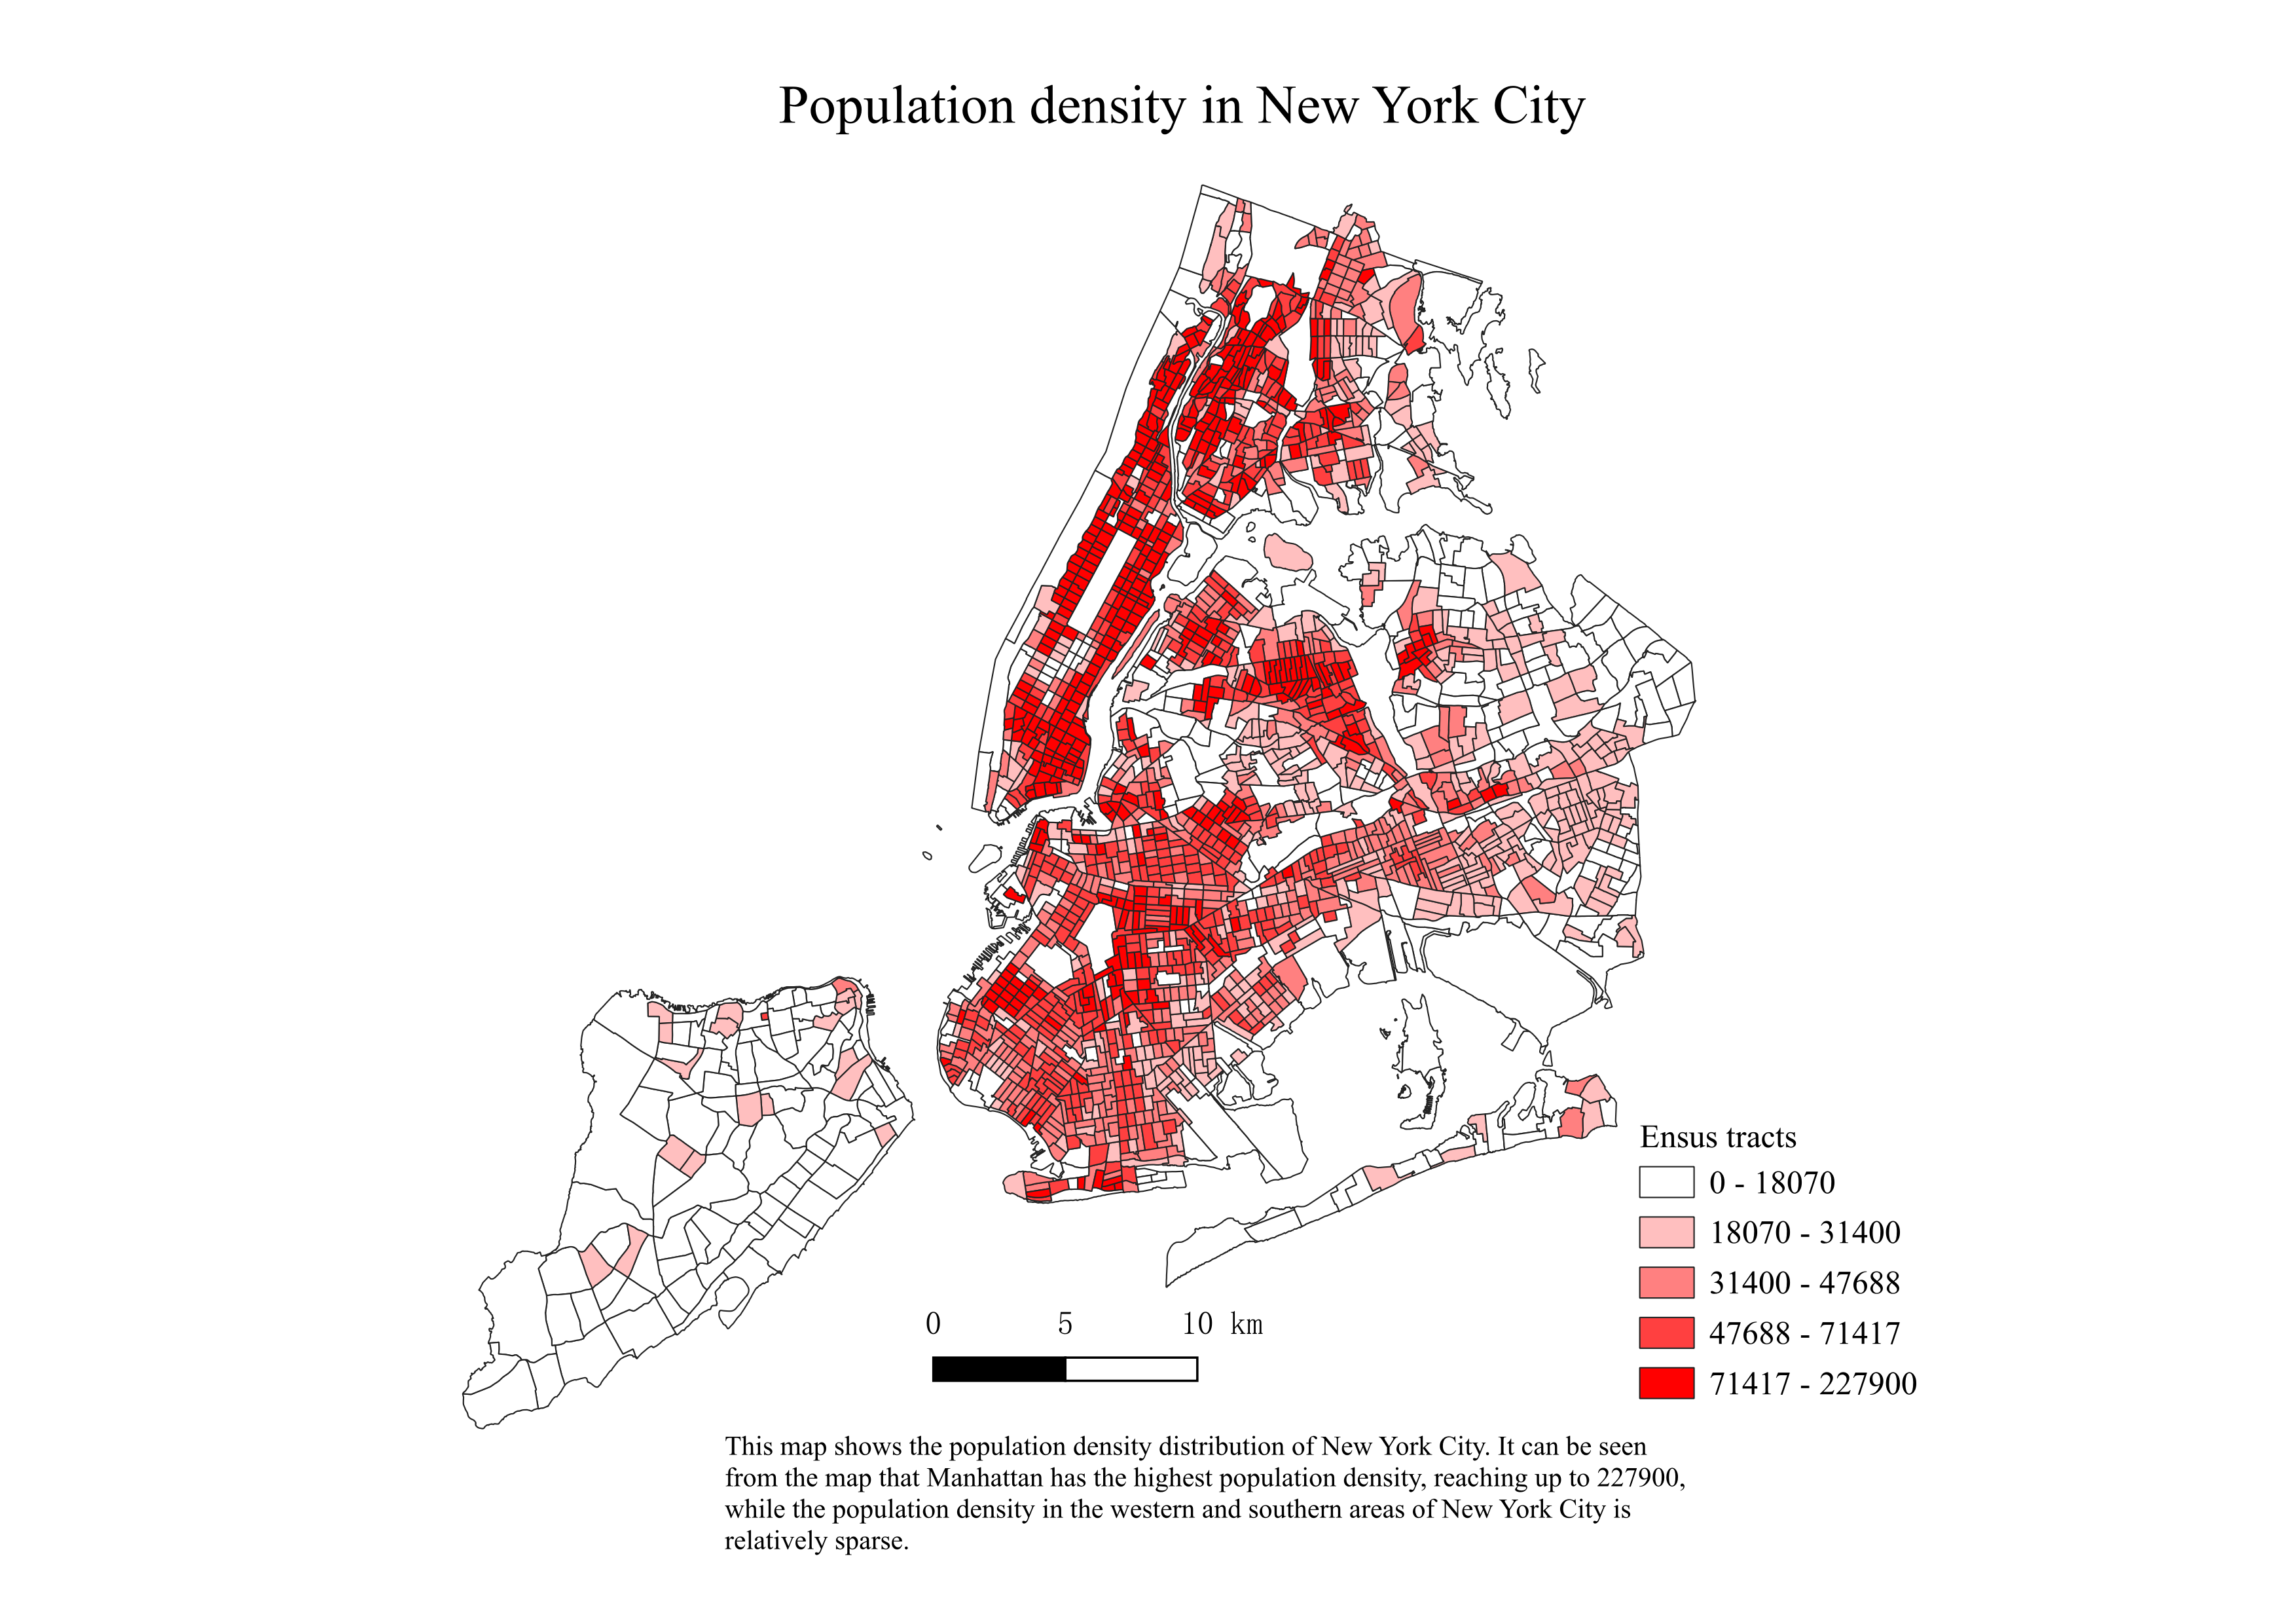 Population density in New York City
Ensus tracts
0 - 18070
18070 - 31400
31400 - 47688
47688 - 71417
71417 - 227900
0 5 10 km
This map shows the population density distribution of New York City. It can be seen
from the map that Manhattan has the highest population density, reaching up to 227900,
while the population density in the western and southern areas of New York City is
relatively sparse.